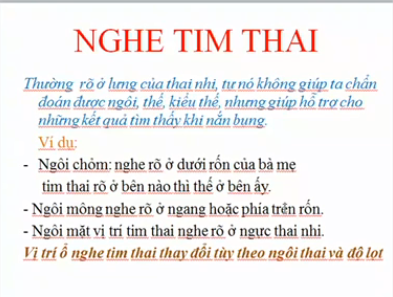 NGHE TIM THAI
Thường rõ ở lưng của thai nhi, tự nó không giúp ta chẩn
đoán được ngôi, thế, kiểu thế, nhưng giúp hỗ trợ cho
những kết quả tìm thấy khi nắn bụng.
Ví dụ:
- Ngôi chỏm: nghe rõ ở dưới rốn của bà mẹ
tim thai rõ ở bên nào thì thế ở bên ấy.
- Ngôi mông nghe rõ ở ngang hoặc phia trên rốn.
- Ngôi mặt vị trí tim thai nghe rõ ở ngực thai nhi.
Vị trí ổ nghe tim thai thay đổi tùy theo ngôi thai và độ lọt